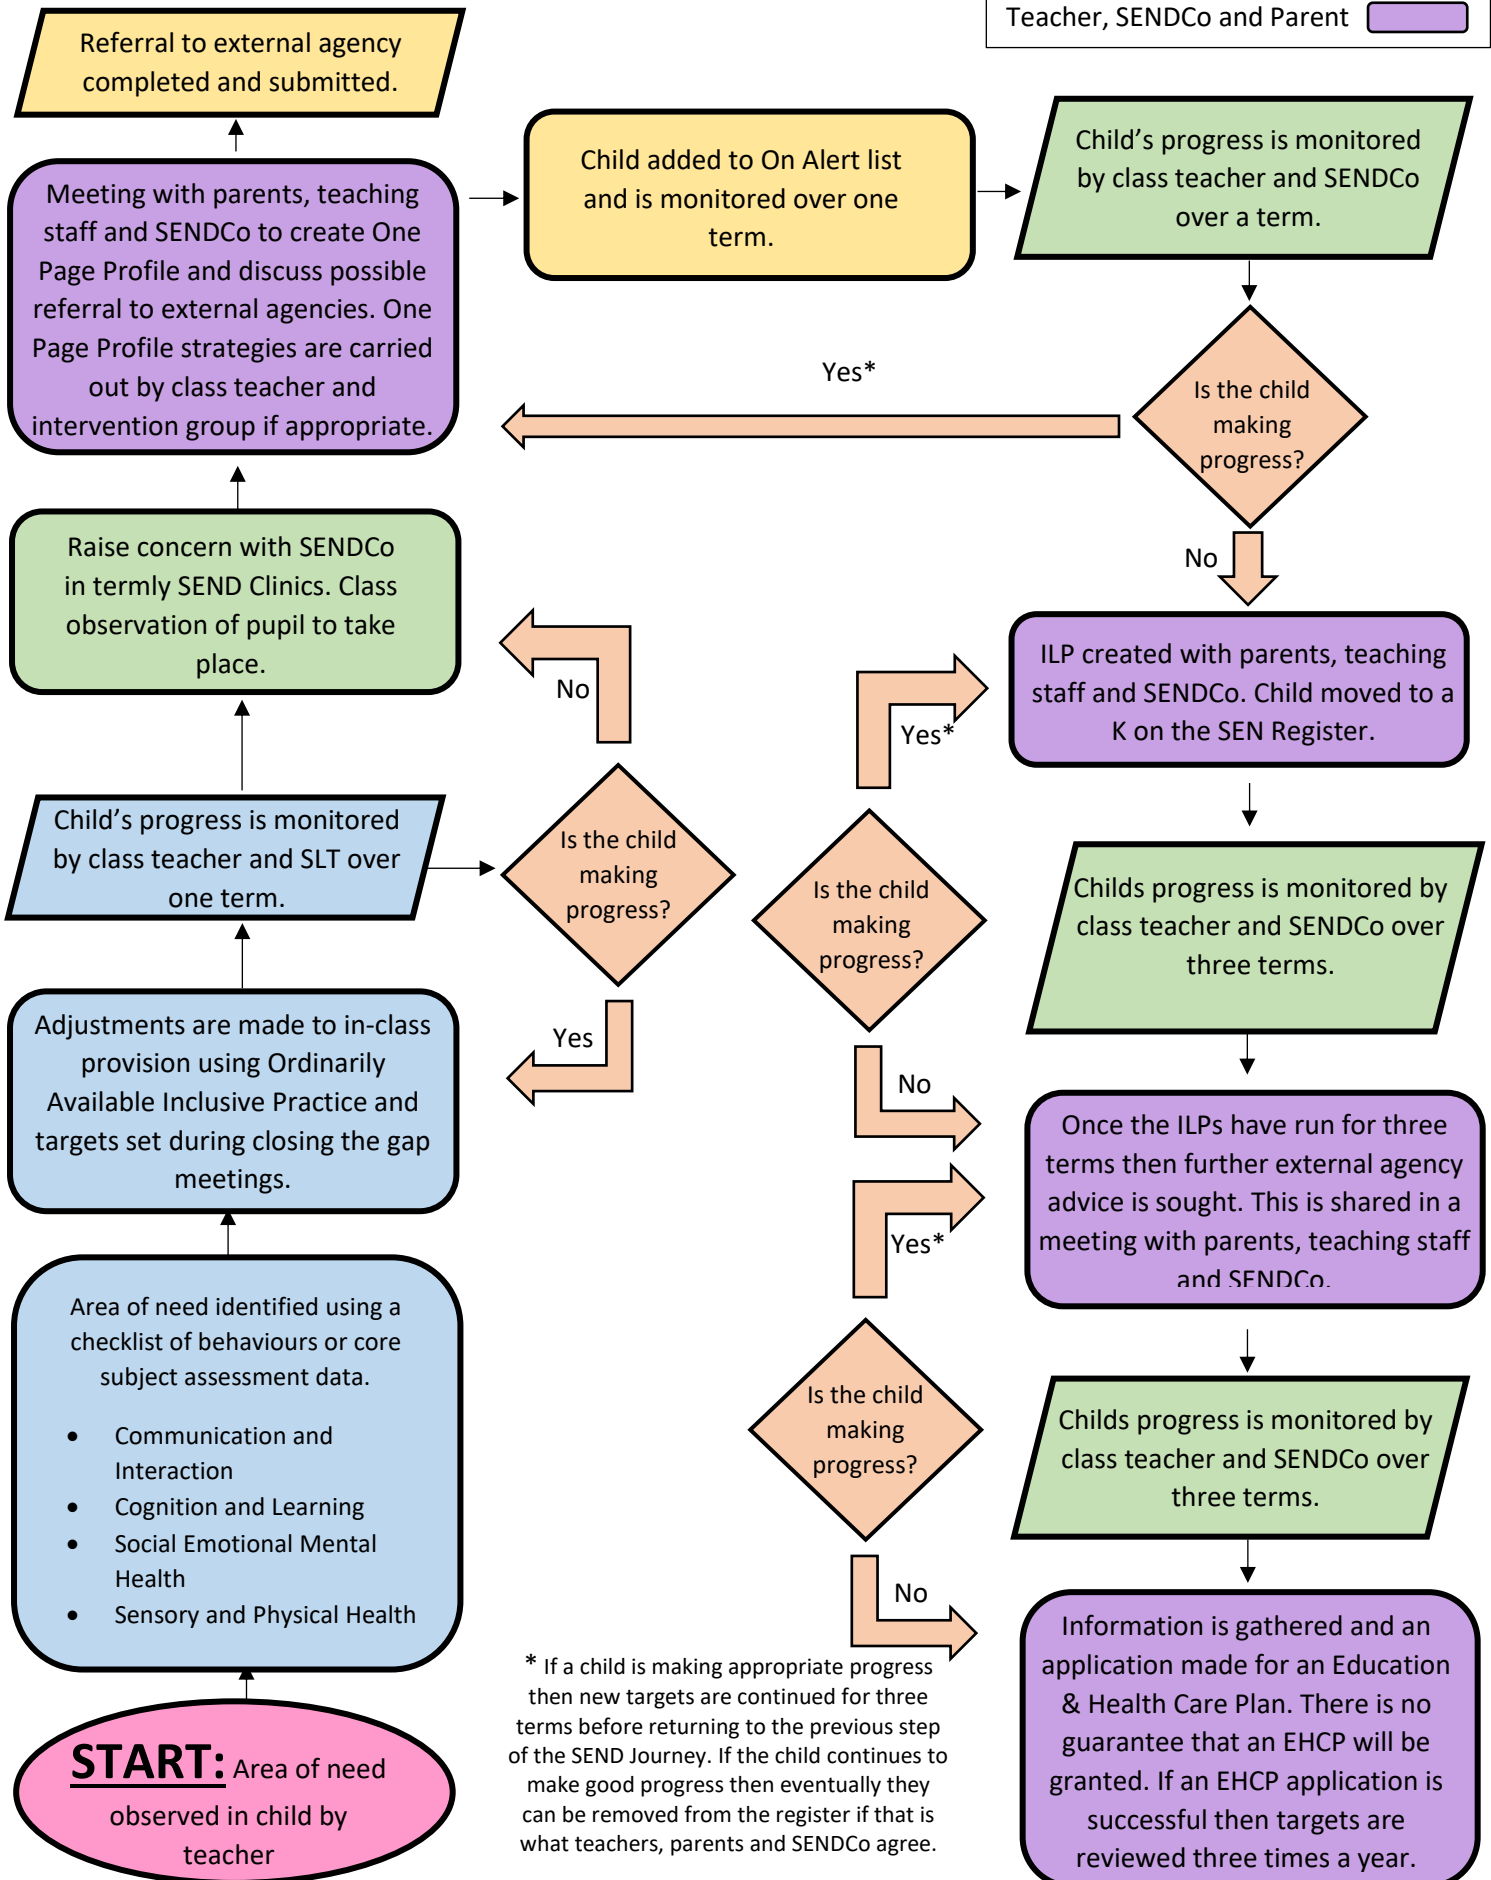 Teacher, SENDCo and Parent
Referral to external agency
completed and submitted.
Child added to On Alert list
and is monitored over one
term.
Child’s progress is monitored
by class teacher and SENDCo
over a term.
Meeting with parents, teaching
staff and SENDCo to create One
Page Profile and discuss possible
referral to external agencies. One
Page Profile strategies are carried
out by class teacher and
intervention group if appropriate.
Yes*
Is the child
making
progress?
No
Raise concern with SENDCo
in termly SEND Clinics. Class
observation of pupil to take
place.
No
ILP created with parents, teaching
staff and SENDCo. Child moved to a
K on the SEN Register.
Yes*
Child’s progress is monitored
by class teacher and SLT over
one term.
Is the child
making
progress?
Is the child
making
progress?
Childs progress is monitored by
class teacher and SENDCo over
three terms.
Yes
No
Adjustments are made to in-class
provision using Ordinarily
Available Inclusive Practice and
targets set during closing the gap
meetings.
Once the ILPs have run for three
terms then further external agency
advice is sought. This is shared in a
meeting with parents, teaching staff
and SENDCo.
Yes*
Area of need identified using a
checklist of behaviours or core
subject assessment data.
• Communication and
Interaction
• Cognition and Learning
• Social Emotional Mental
Health
• Sensory and Physical Health
Is the child
making
progress?
Childs progress is monitored by
class teacher and SENDCo over
three terms.
No
START: Area of need
observed in child by
teacher
* If a child is making appropriate progress
then new targets are continued for three
terms before returning to the previous step
of the SEND Journey. If the child continues to
make good progress then eventually they
can be removed from the register if that is
what teachers, parents and SENDCo agree.
Information is gathered and an
application made for an Education
& Health Care Plan. There is no
guarantee that an EHCP will be
granted. If an EHCP application is
successful then targets are
reviewed three times a year.